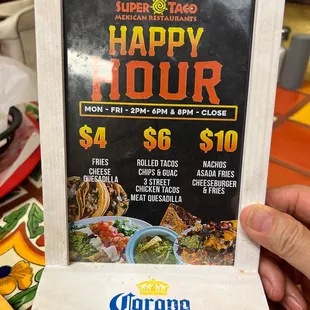 SUPER TACO
MEXICAN RESTAURANTS
HAPPY
HOUR
MON - FRI - 2PM- 6PM & 8PM - CLOSE
$4
FRIES
CHEESE
QUESADILLA
$6
ROLLED TACOS
CHIPS & GUAC
3 STREET
CHICKEN TACOS
MEAT QUESADILLA
$10
NACHOS
ASADA FRIES
CHEESEBURGER
& FRIES
Corona